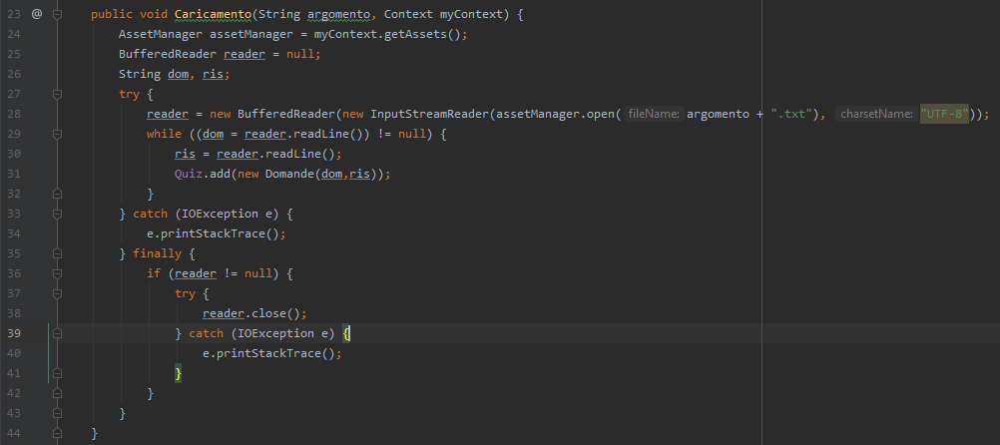 23 @ public void Caricamento(String argomento, Context myContext) {
24 AssetManager assetManager = myContext.getAssets();
25 BufferedReader reader = null;
26 String dom, ris;
27 try {
28 reader = new BufferedReader(new InputStreamReader(assetManager.open( fileName: argomento + ".txt"), charsetName: "UTF-8"));
29 while ((dom = reader.readLine()) != null) {
30 ris = reader.readLine();
31 Quiz.add(new Domande(dom,ris));
32 }
33 } catch (IOException e) {
34 e.printStackTrace();
35 } finally {
36 if (reader != null) {
37 try {
38 reader.close();
39 } catch (IOException e) {
40 e.printStackTrace();
41 }
42 }
43 }
44 }